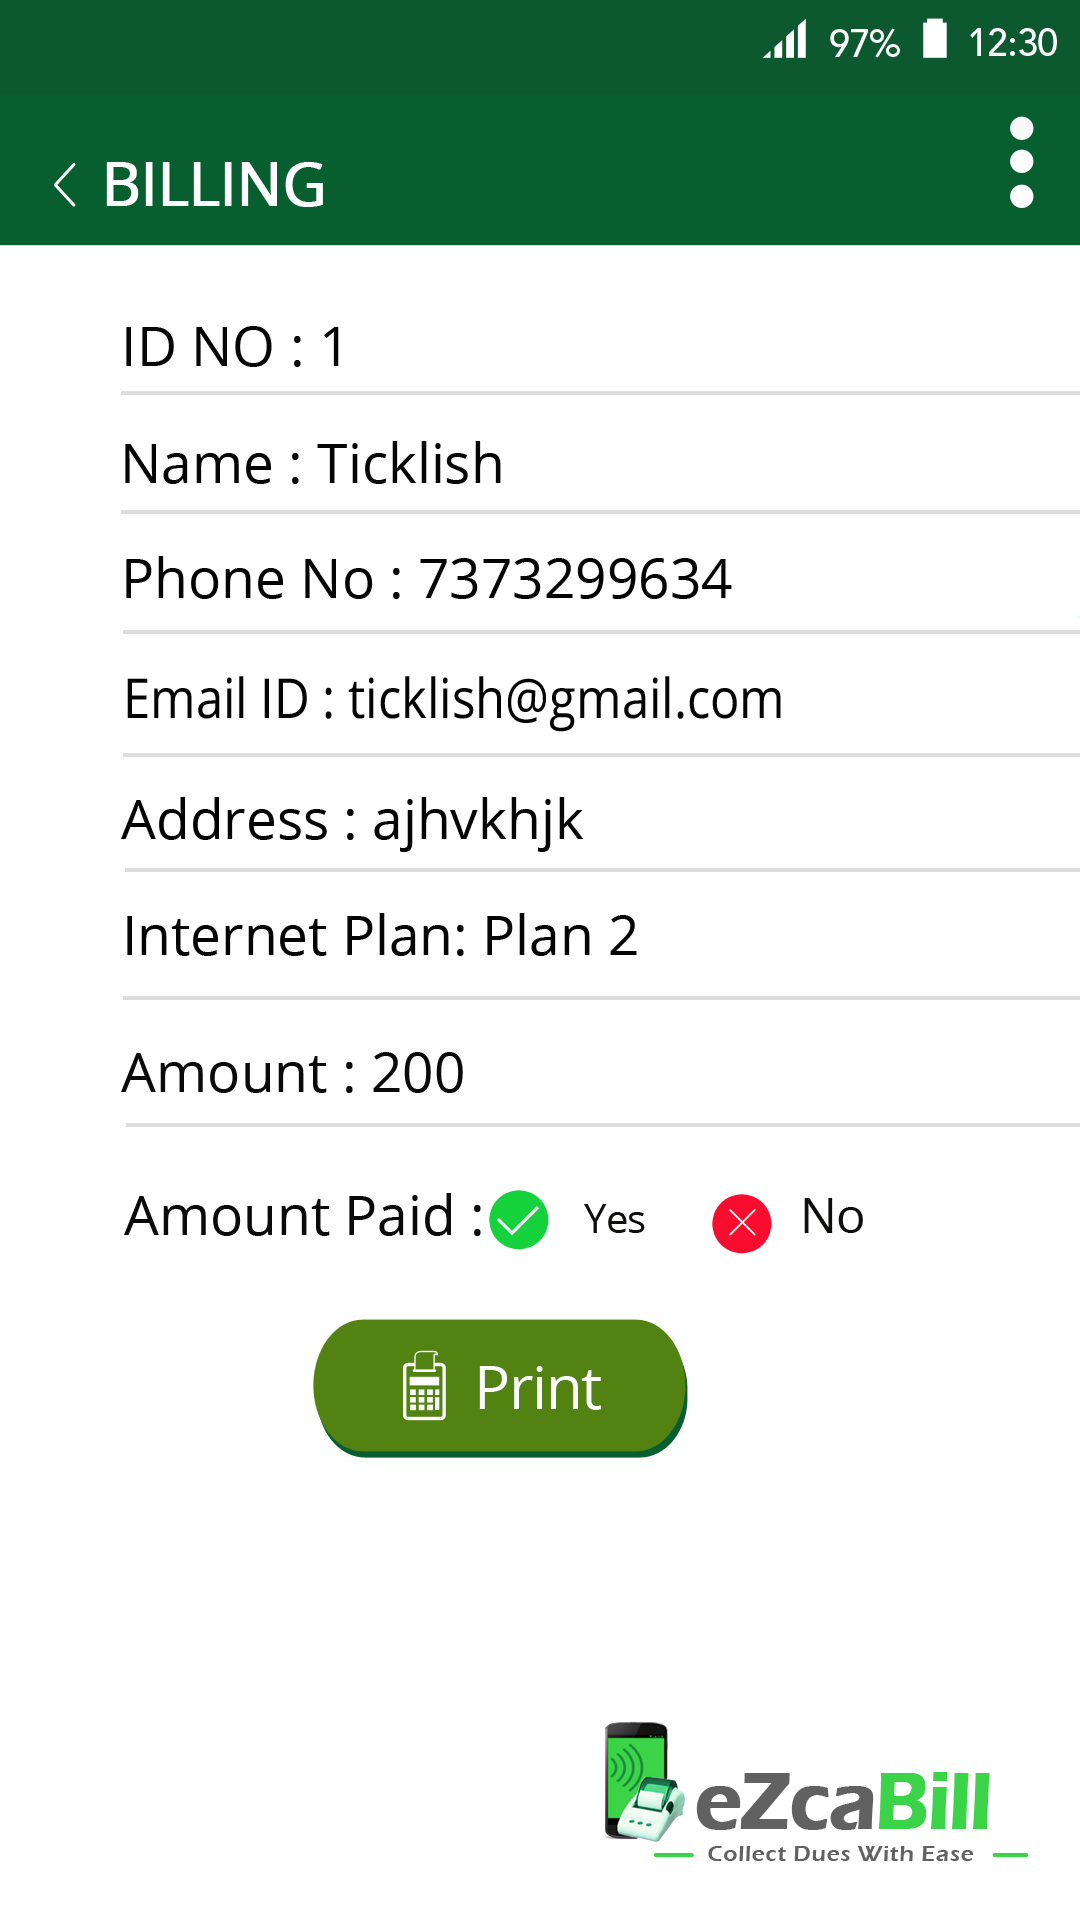 97% 12:30
BILLING
ID NO : 1
Name : Ticklish
Phone No : 7373299634
Email ID : ticklish@gmail.com
Address : ajhvkhjk
Internet Plan: Plan 2
Amount : 200
Amount Paid : Yes No
Print
eZcaBill
Collect Dues With Ease